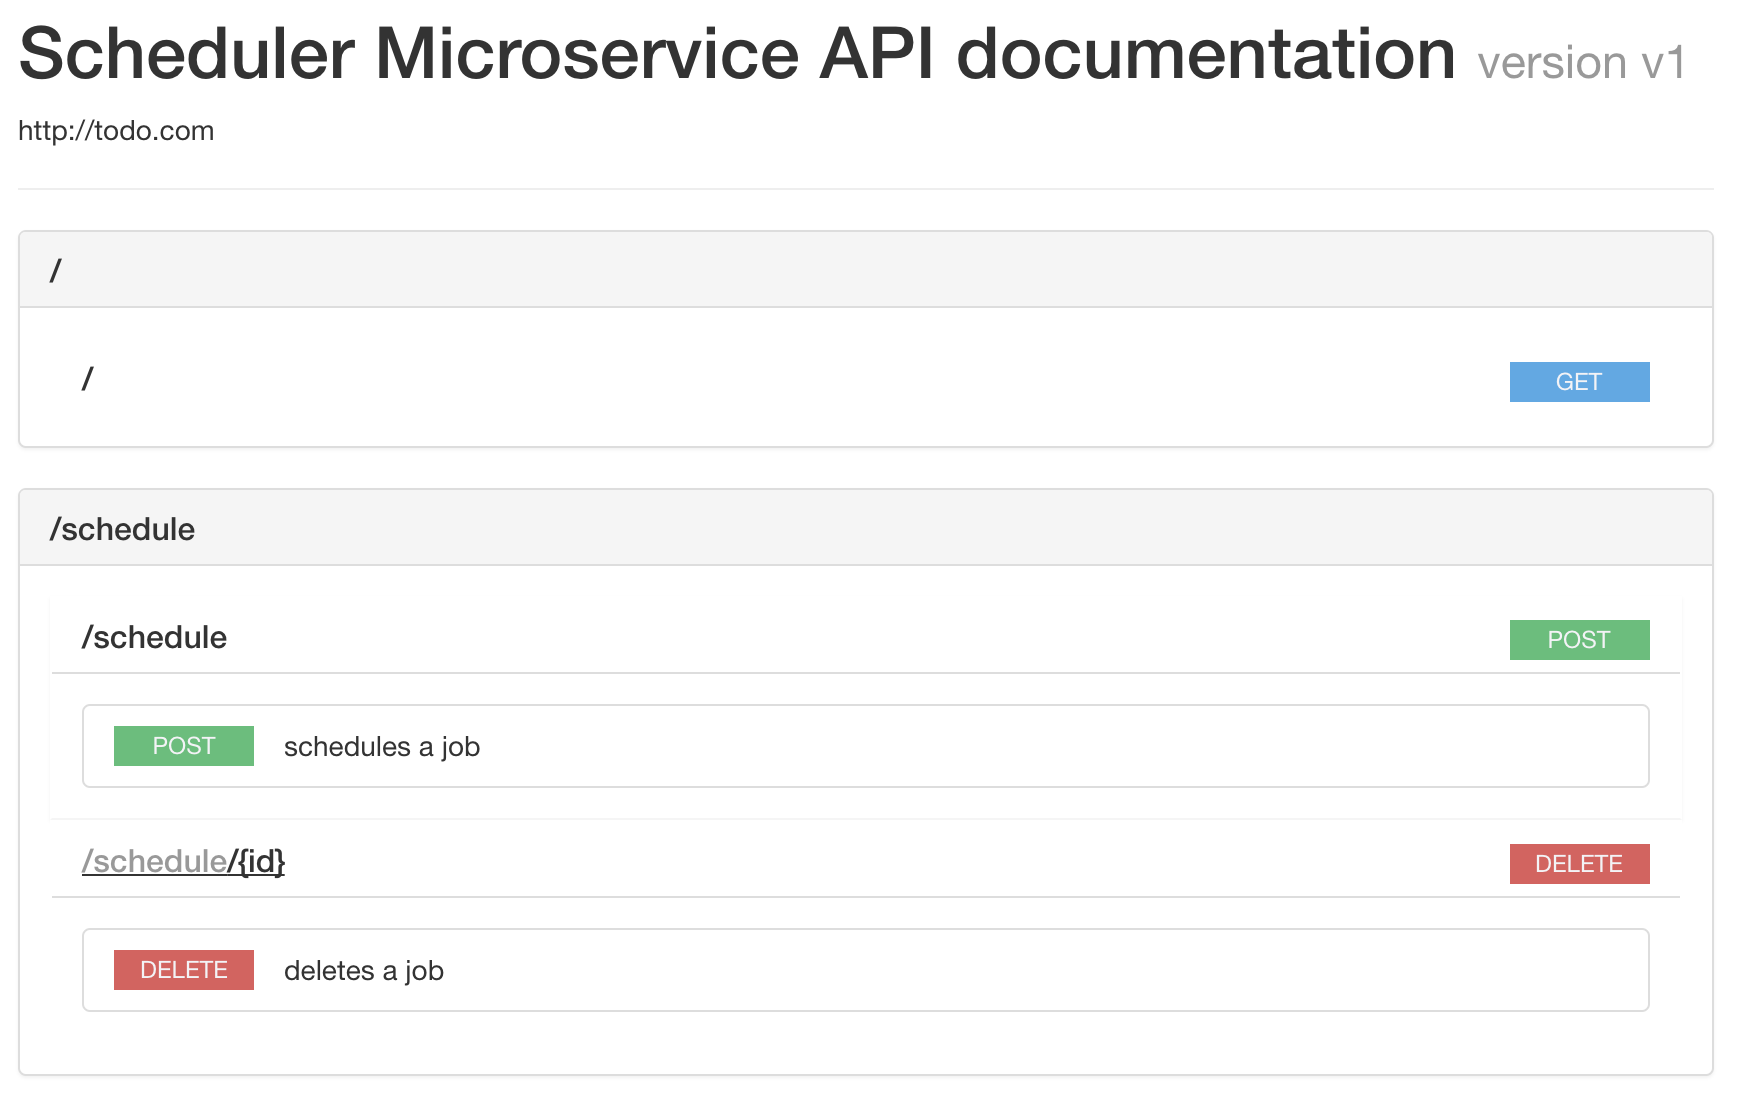 Scheduler Microservice API documentation version v1
http://todo.com
/
/ GET
/schedule
/schedule POST
POST schedules a job
/schedule/{id} DELETE
DELETE deletes a job